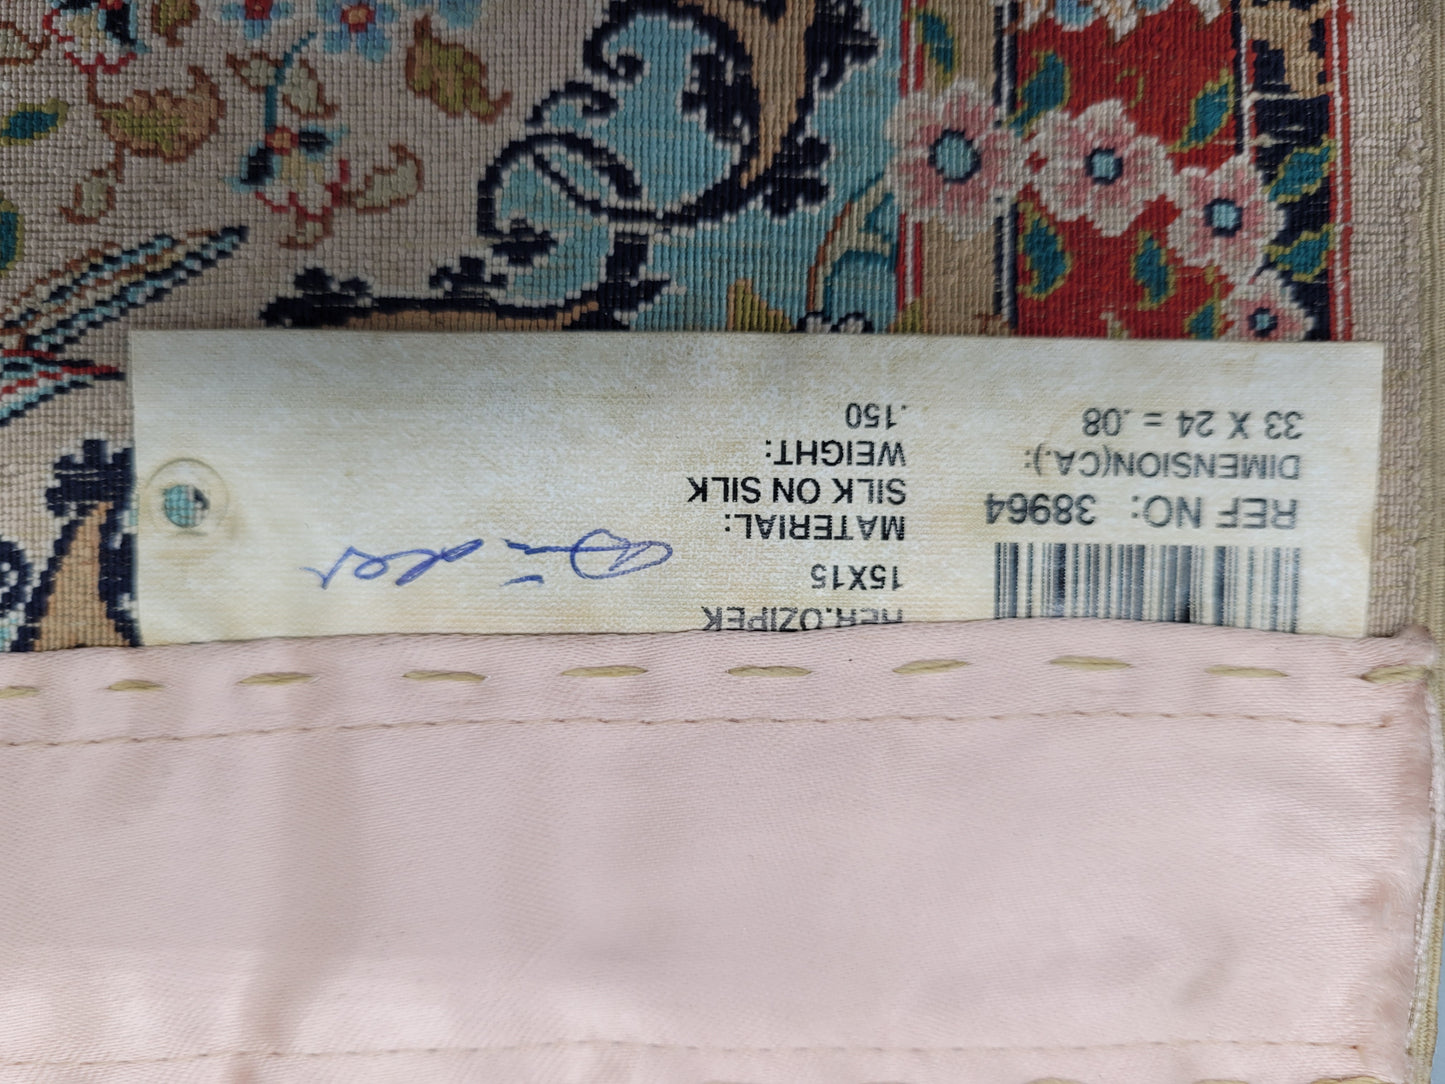 REF NO: 38964
DIMENSION(CA.):
33 X 24 = .08
HER.OZIPEK
15X15
MATERIAL:
SILK ON SILK
WEIGHT:
.150